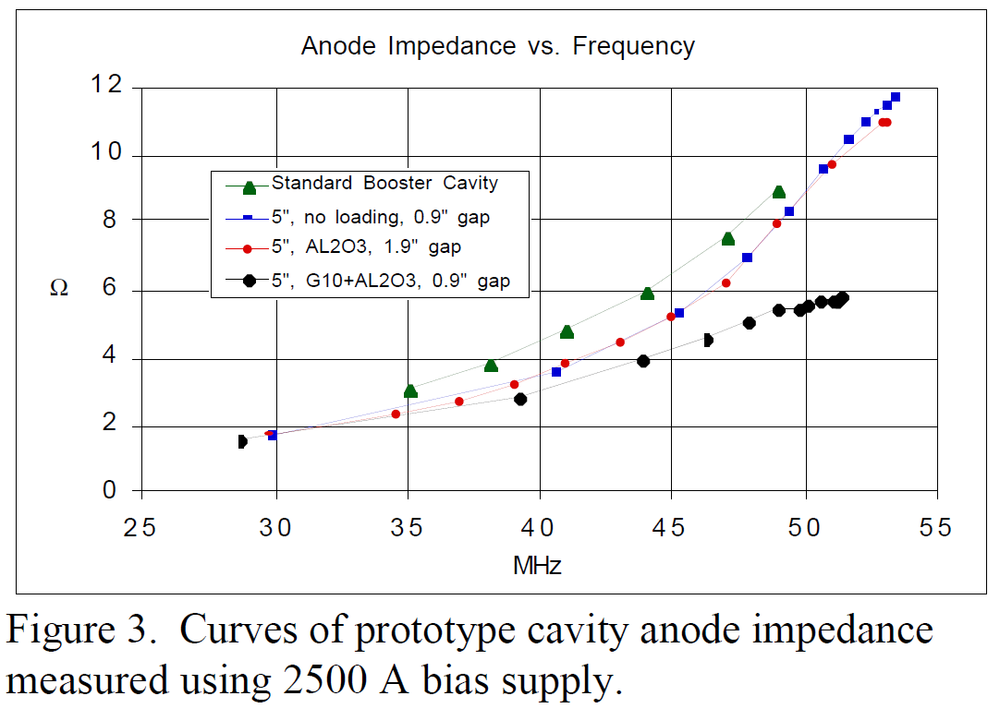 Anode Impedance vs. Frequency
12
10
8
6
4
2
0
Ω
Standard Booster Cavity
5", no loading, 0.9" gap
5", AL2O3, 1.9" gap
5", G10+AL2O3, 0.9" gap
25 30 35 40 45 50 55
MHz
Figure 3. Curves of prototype cavity anode impedance
measured using 2500 A bias supply.